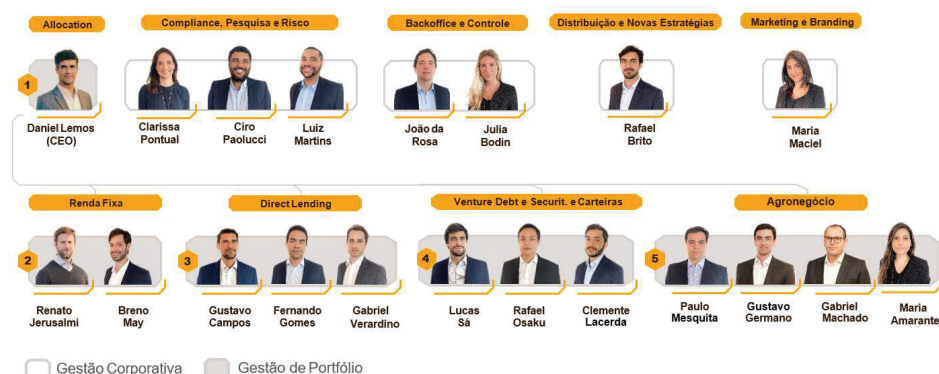 Allocation
Compliance, Pesquisa e Risco
Backoffice e Controle
Distribuição e Novas Estratégias
Marketing e Branding
1
Daniel Lemos
(CEO)
Clarissa
Pontual
Ciro
Paolucci
Luiz
Martins
João da
Rosa
Julia
Bodin
Rafael
Brito
Maria
Maciel
Renda Fixa
Direct Lending
Venture Debt e Securit. e Carteiras
Agronegócio
2
3
4
5
Renato
Jerusalmi
Breno
May
Gustavo
Campos
Fernando
Gomes
Gabriel
Verardino
Lucas
Sá
Rafael
Osaku
Clemente
Lacerda
Paulo
Mesquita
Gustavo
Germano
Gabriel
Machado
Maria
Amarante
Gestão Corporativa
Gestão de Portfólio